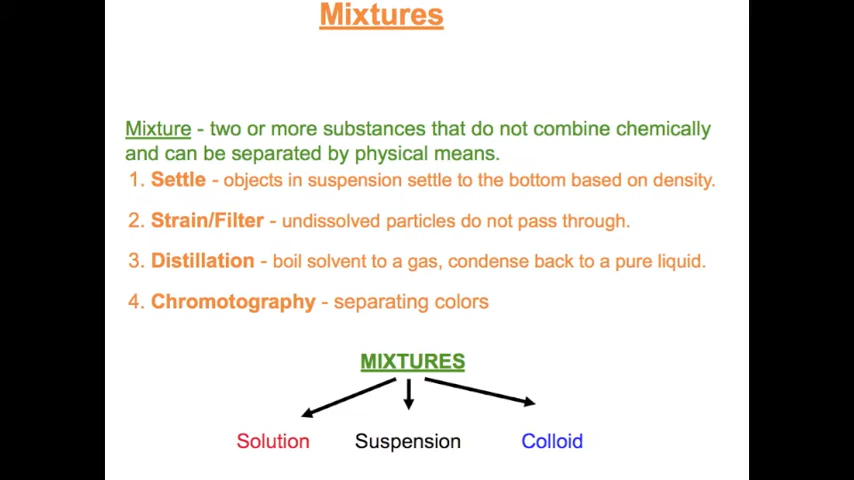 Mixtures
Mixture - two or more substances that do not combine chemically
and can be separated by physical means.
1. Settle - objects in suspension settle to the bottom based on density.
2. Strain/Filter - undissolved particles do not pass through.
3. Distillation - boil solvent to a gas, condense back to a pure liquid.
4. Chromotography - separating colors
MIXTURES
Solution Suspension Colloid